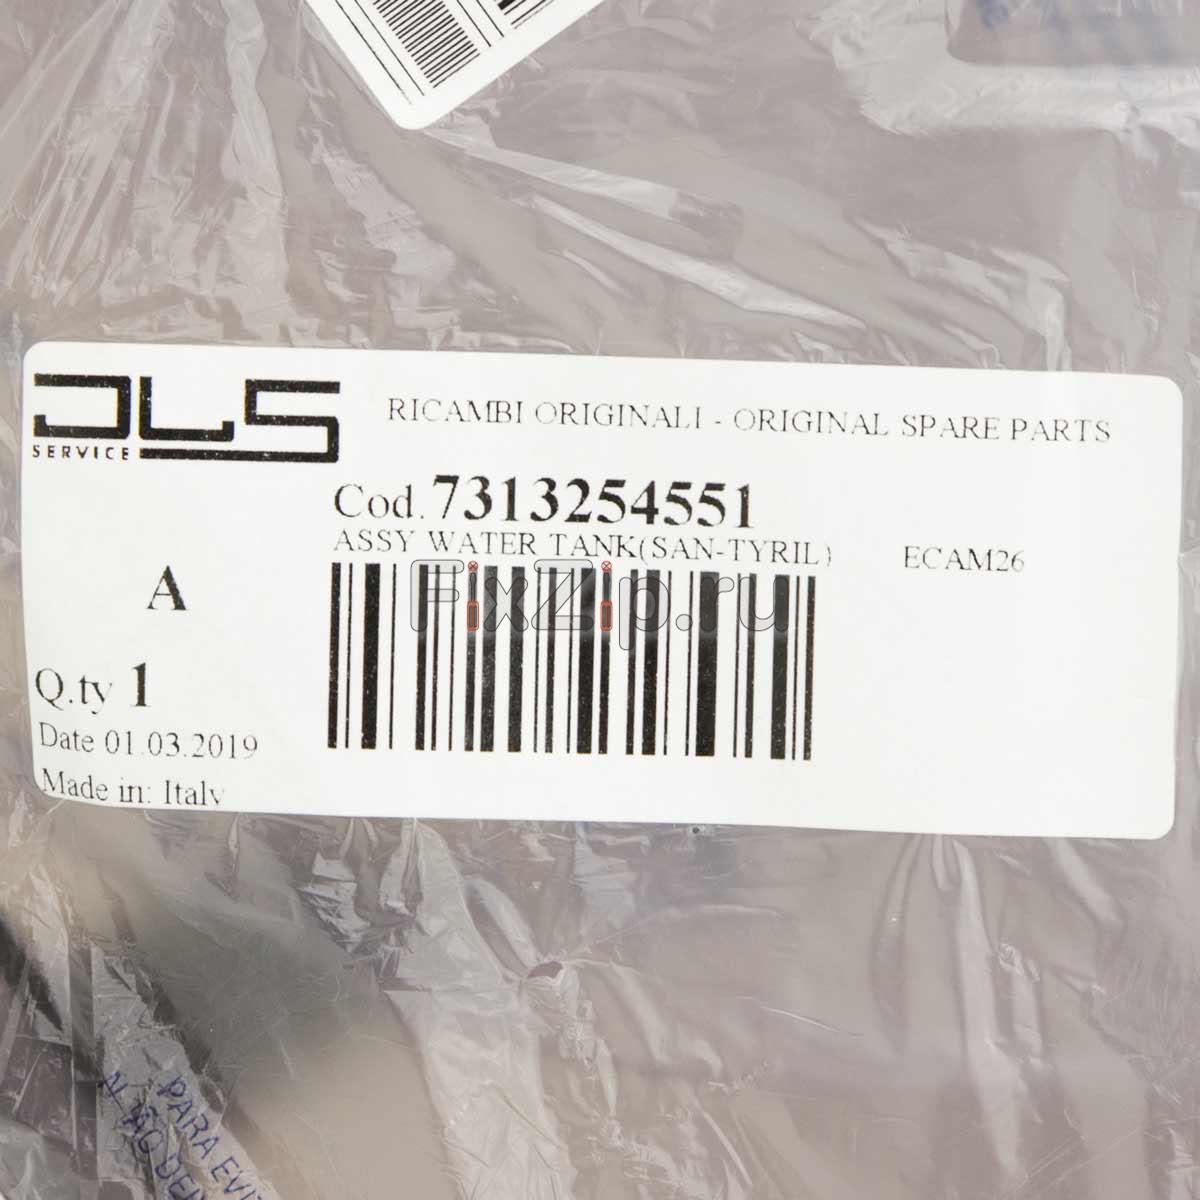 DLS
SERVICE
RICAMBI ORIGINALI - ORIGINAL SPARE PARTS
Cod. 7313254551
ASSY WATER TANK(SAN-TYRIL) ECAM26
FixZip.ru
A
Q.ty 1
Date 01.03.2019
Made in: Italy
PARA EVI